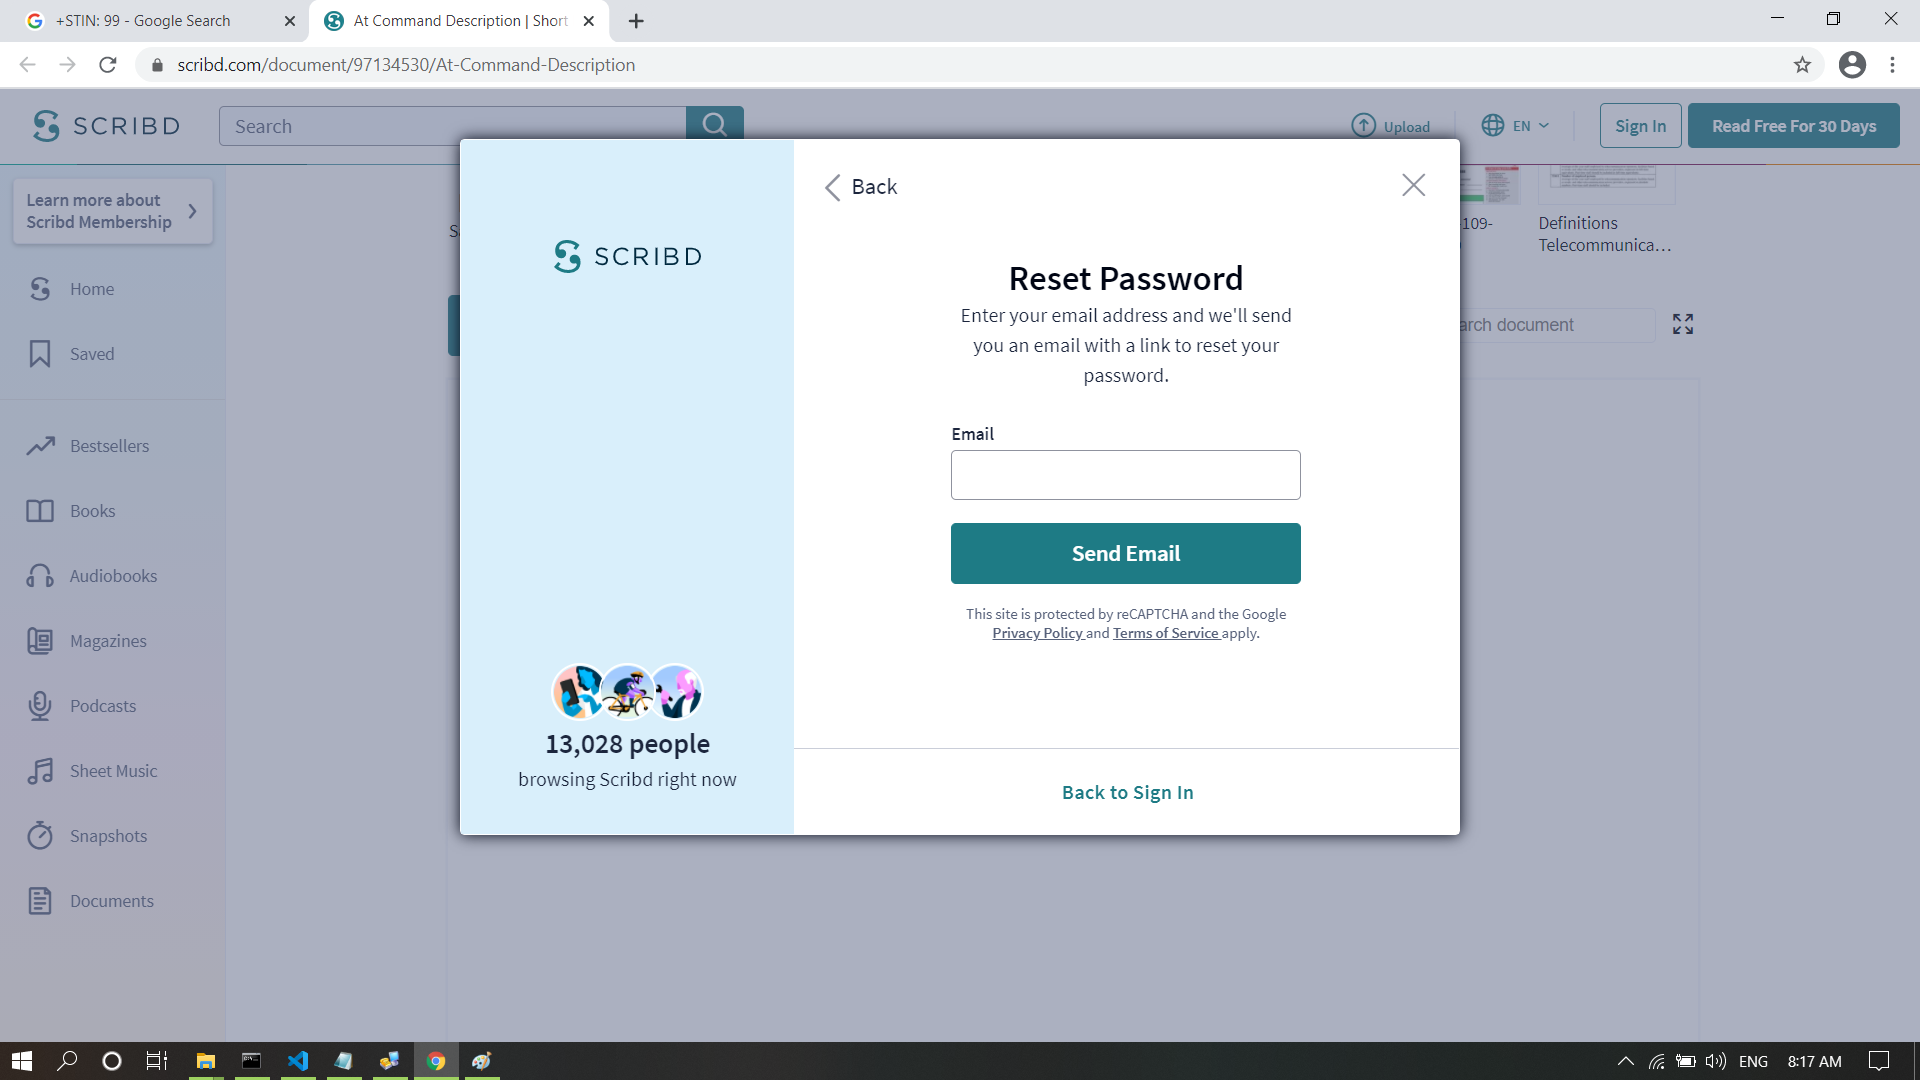 +STIN: 99 - Google Search
At Command Description | Short
scribd.com/document/97134530/At-Command-Description
SCRIBD
Search
Upload
EN
Sign In
Read Free For 30 Days
Learn more about
Scribd Membership
Home
Saved
Bestsellers
Books
Audiobooks
Magazines
Podcasts
Sheet Music
Snapshots
Documents
-109-
Definitions
Telecommunica...
arch document
SCRIBD
13,028 people
browsing Scribd right now
Back
Reset Password
Enter your email address and we'll send
you an email with a link to reset your
password.
Email
Send Email
This site is protected by reCAPTCHA and the Google
Privacy Policy and Terms of Service apply.
Back to Sign In
ENG
8:17 AM